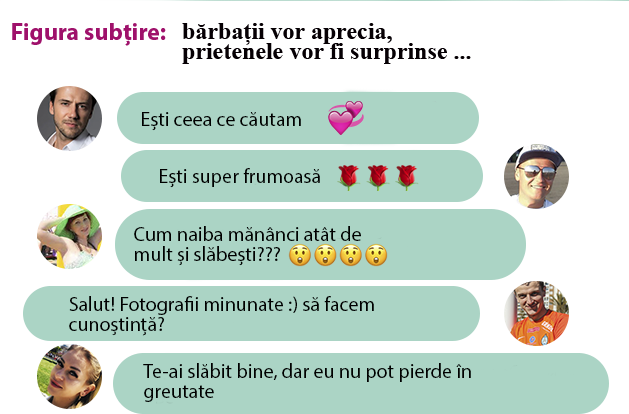 Figura subțire: bărbații vor aprecia,
prietenele vor fi surprinse ...
Ești ceea ce căutam 💞
Ești super frumoasă 🌹🌹🌹
Cum naiba mănânci atât de
mult și slăbești??? 😲😲😲😲
Salut! Fotografii minunate :) să facem
cunoștință?
Te-ai slăbit bine, dar eu nu pot pierde în
greutate